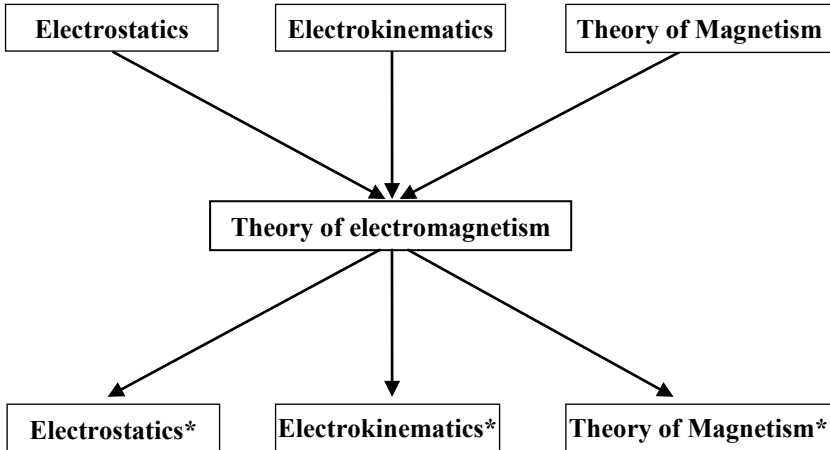 Electrostatics
Electrokinematics
Theory of Magnetism
Theory of electromagnetism
Electrostatics*
Electrokinematics*
Theory of Magnetism*